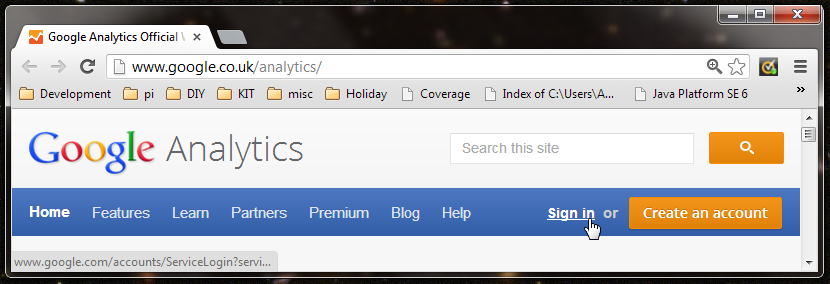 Google Analytics Official
www.google.co.uk/analytics/
Development pi DIY KIT misc Holiday Coverage Index of C:\Users\A... Java Platform SE 6 »
Google Analytics Search this site
Home Features Learn Partners Premium Blog Help Sign in or Create an account
www.google.com/accounts/ServiceLogin?servi...